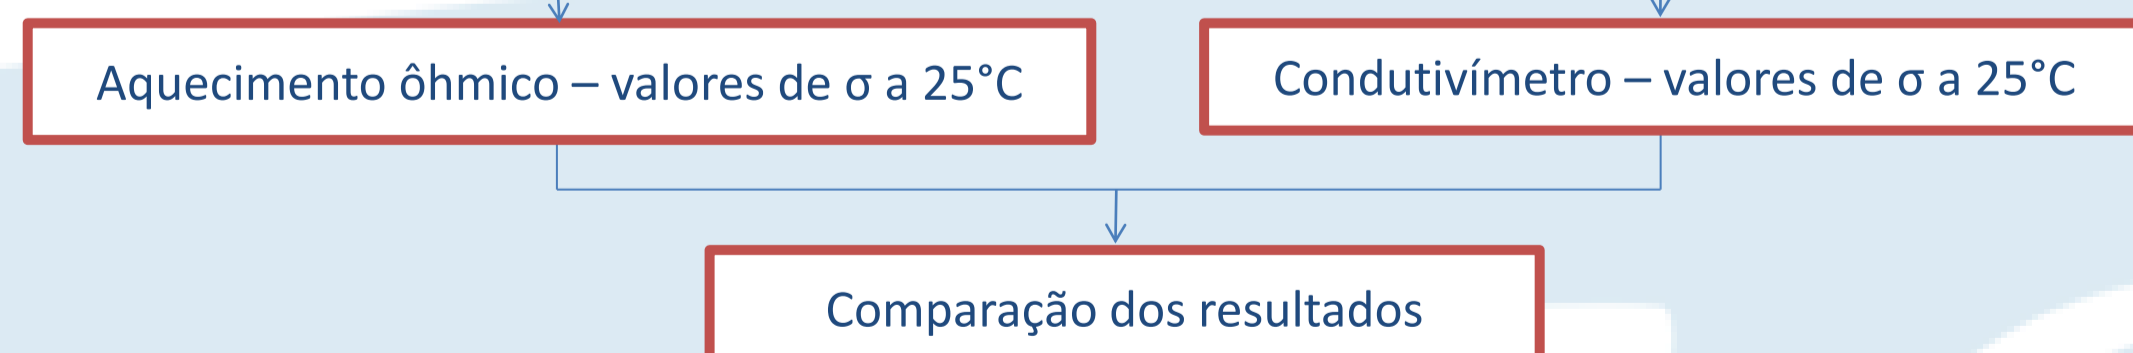 Aquecimento ôhmico – valores de σ a 25°C
Condutivímetro – valores de σ a 25°C
Comparação dos resultados